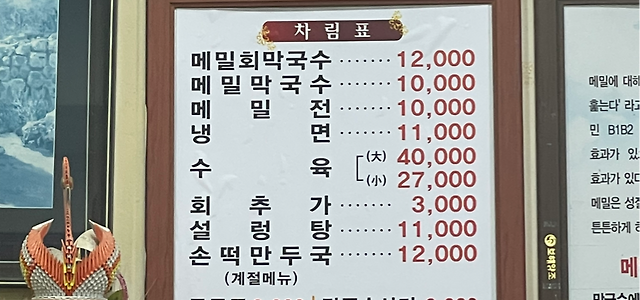 차림표
메밀회막국수 ······· 12,000
메밀막국수 ······· 10,000
메밀전 ······· 10,000
냉면 ······· 11,000
수육 (大) 40,000
(小) 27,000
회추가 ······· 3,000
설렁탕 ······· 11,000
손떡만두국 ······· 12,000
(계절메뉴)
메밀에 대해
훑는다' 라고
민 B1B2
효과가 있
효과가 있다
메밀은 성질
튼튼하게 하
메
막국수에